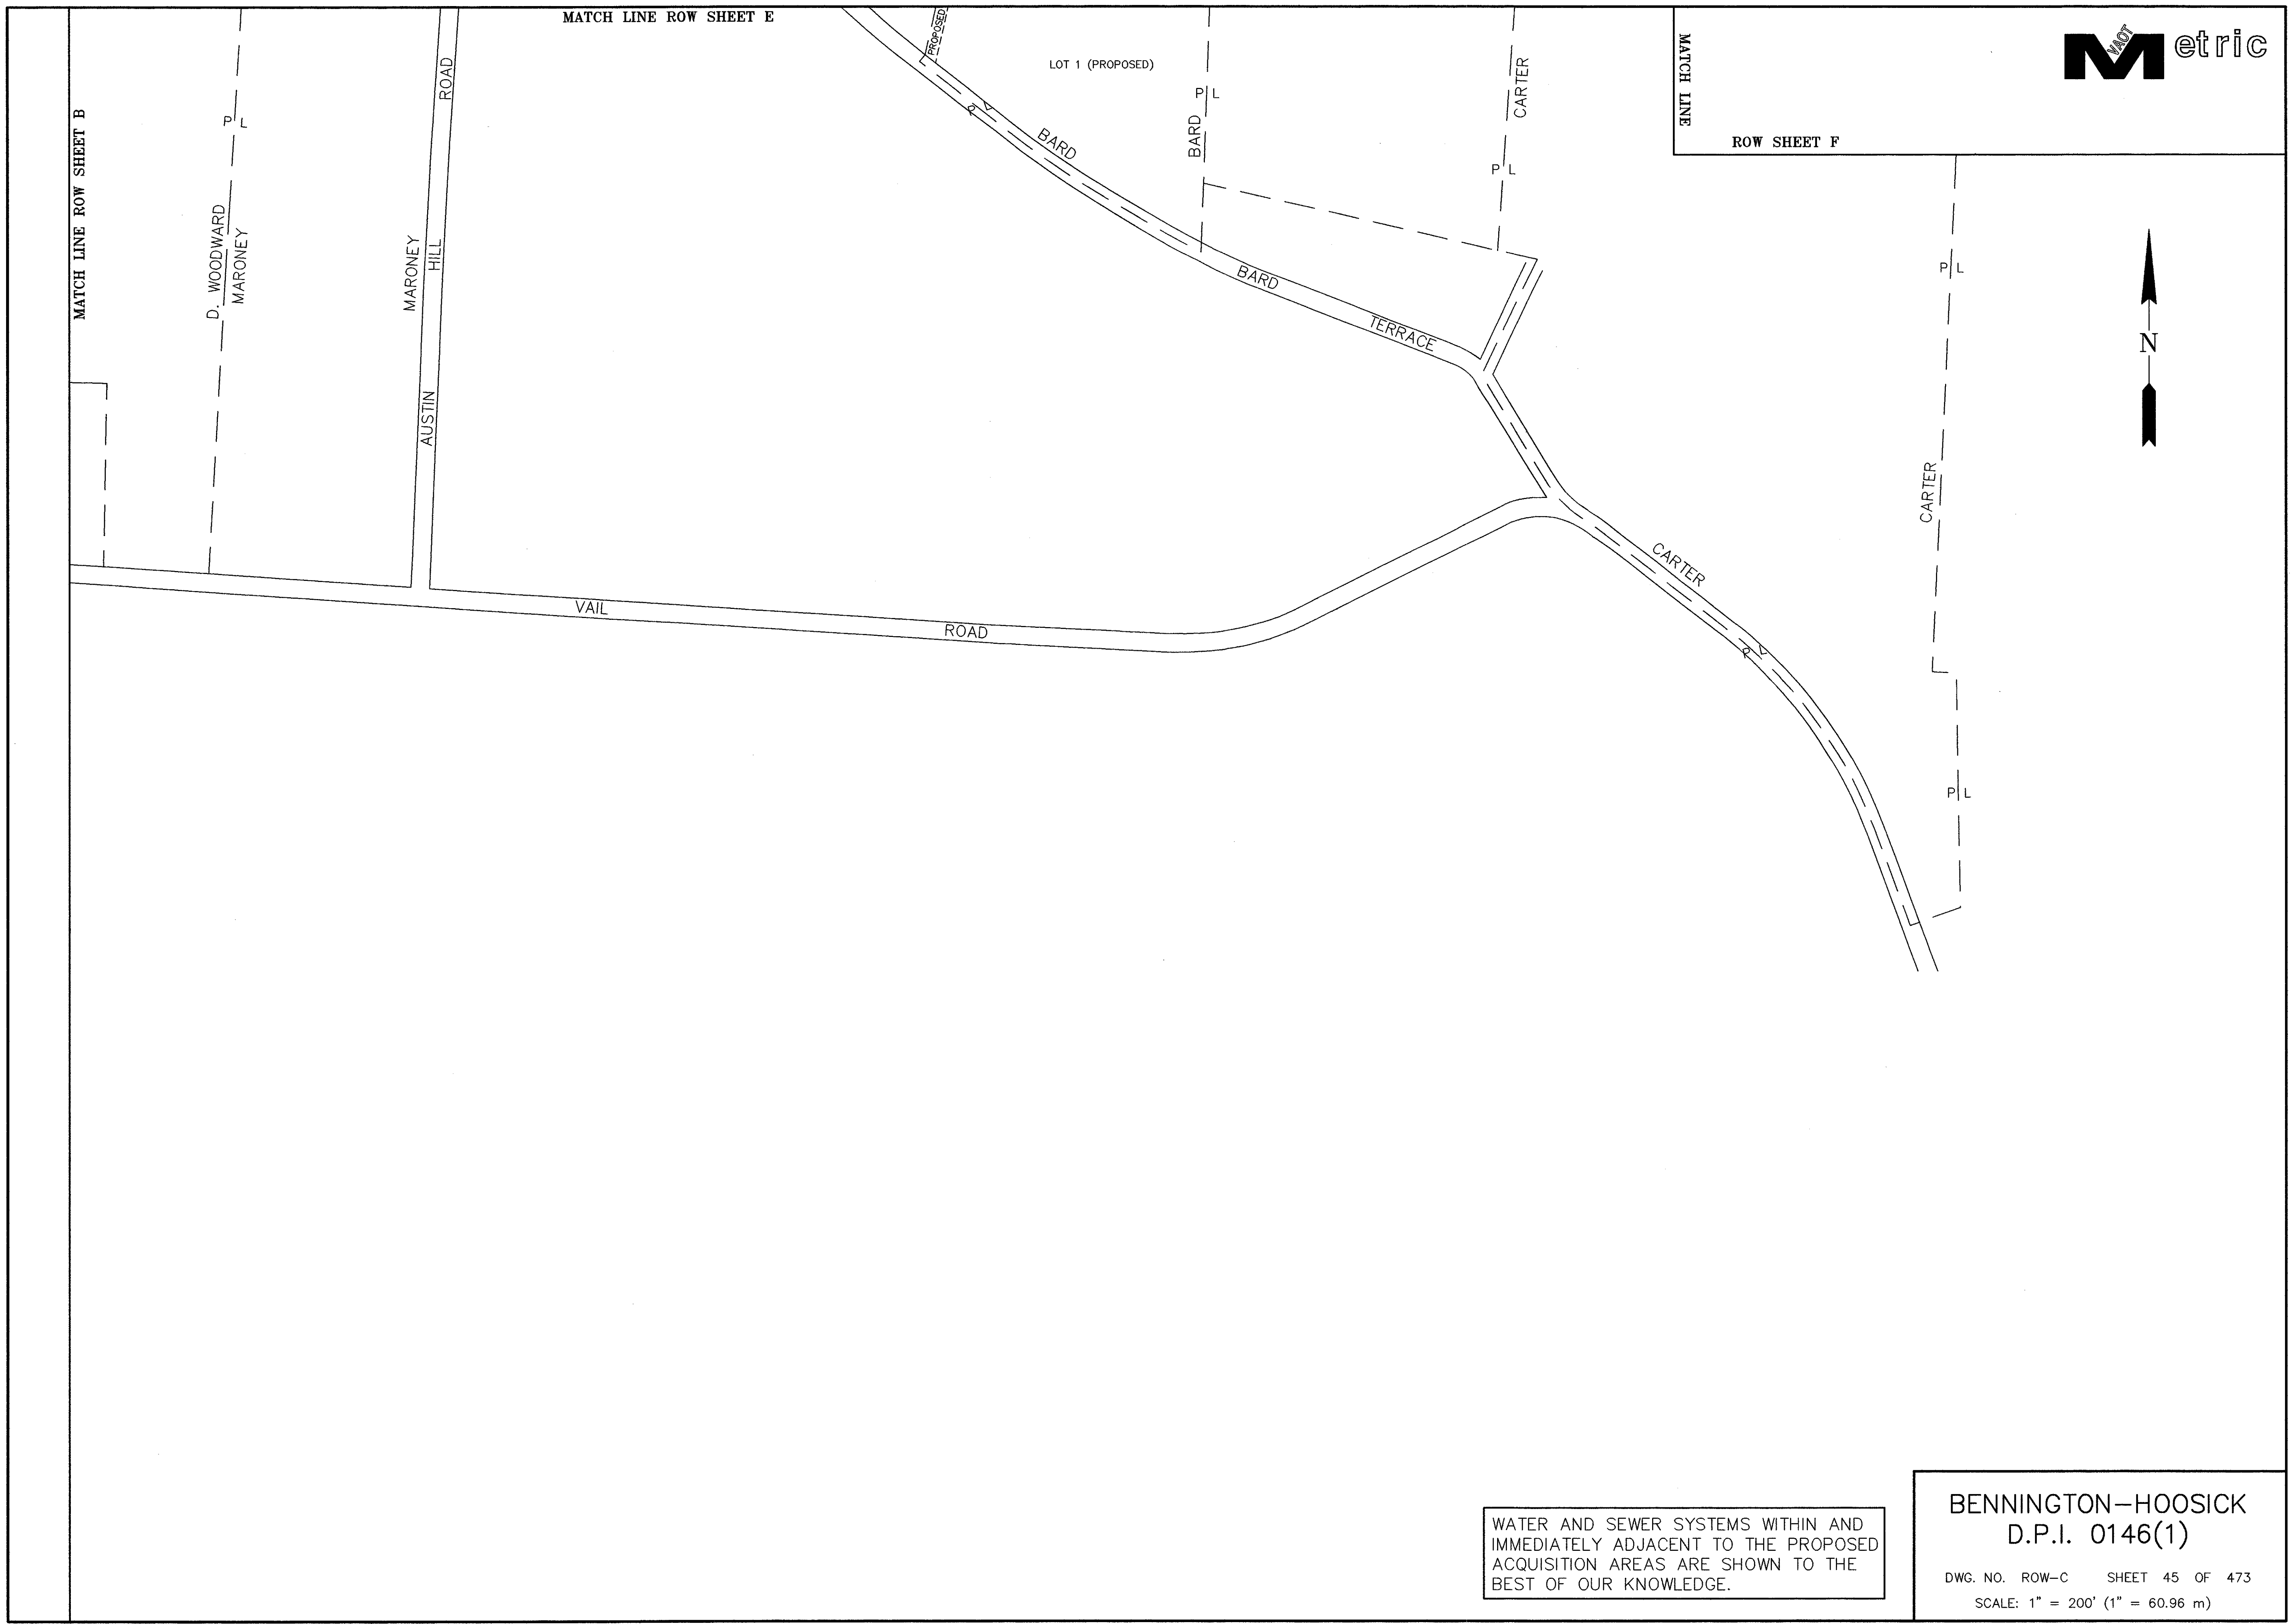 MATCH LINE ROW SHEET E
MATCH LINE ROW SHEET B
MATCH LINE
ROW SHEET F
VAOT
Metric
PROPOSED
LOT 1 (PROPOSED)
P L
D. WOODWARD
MARONEY
MARONEY
AUSTIN HILL ROAD
BARD
P L
BARD
CARTER
P L
BARD TERRACE
P L
CARTER
N
CARTER
P L
VAIL ROAD
WATER AND SEWER SYSTEMS WITHIN AND
IMMEDIATELY ADJACENT TO THE PROPOSED
ACQUISITION AREAS ARE SHOWN TO THE
BEST OF OUR KNOWLEDGE.
BENNINGTON-HOOSICK
D.P.I. 0146(1)
DWG. NO. ROW-C SHEET 45 OF 473
SCALE: 1" = 200' (1" = 60.96 m)